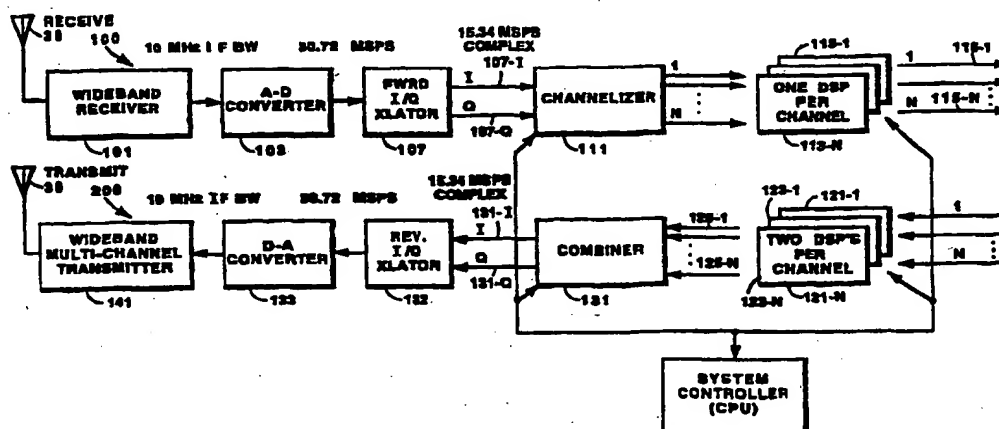 RECEIVE
38
100
10 MHz IF BW
30.72 MSPS
15.34 MSPS
COMPLEX
107-I
I
Q
107-Q
WIDEBAND
RECEIVER
101
A-D
CONVERTER
103
FWRD
I/Q
XLATOR
107
CHANNELIZER
111
1
N
115-1
ONE DSP
PER
CHANNEL
113-N
1
115-1
N
115-N
TRANSMIT
38
200
10 MHz IF BW
30.72 MSPS
15.34 MSPS
COMPLEX
131-I
I
Q
131-Q
WIDEBAND
MULTI-CHANNEL
TRANSMITTER
141
D-A
CONVERTER
133
REV.
I/Q
XLATOR
132
COMBINER
131
125-1
125-N
123-1
121-1
TWO DSP'S
PER
CHANNEL
123-N
121-N
1
N
SYSTEM
CONTROLLER
(CPU)